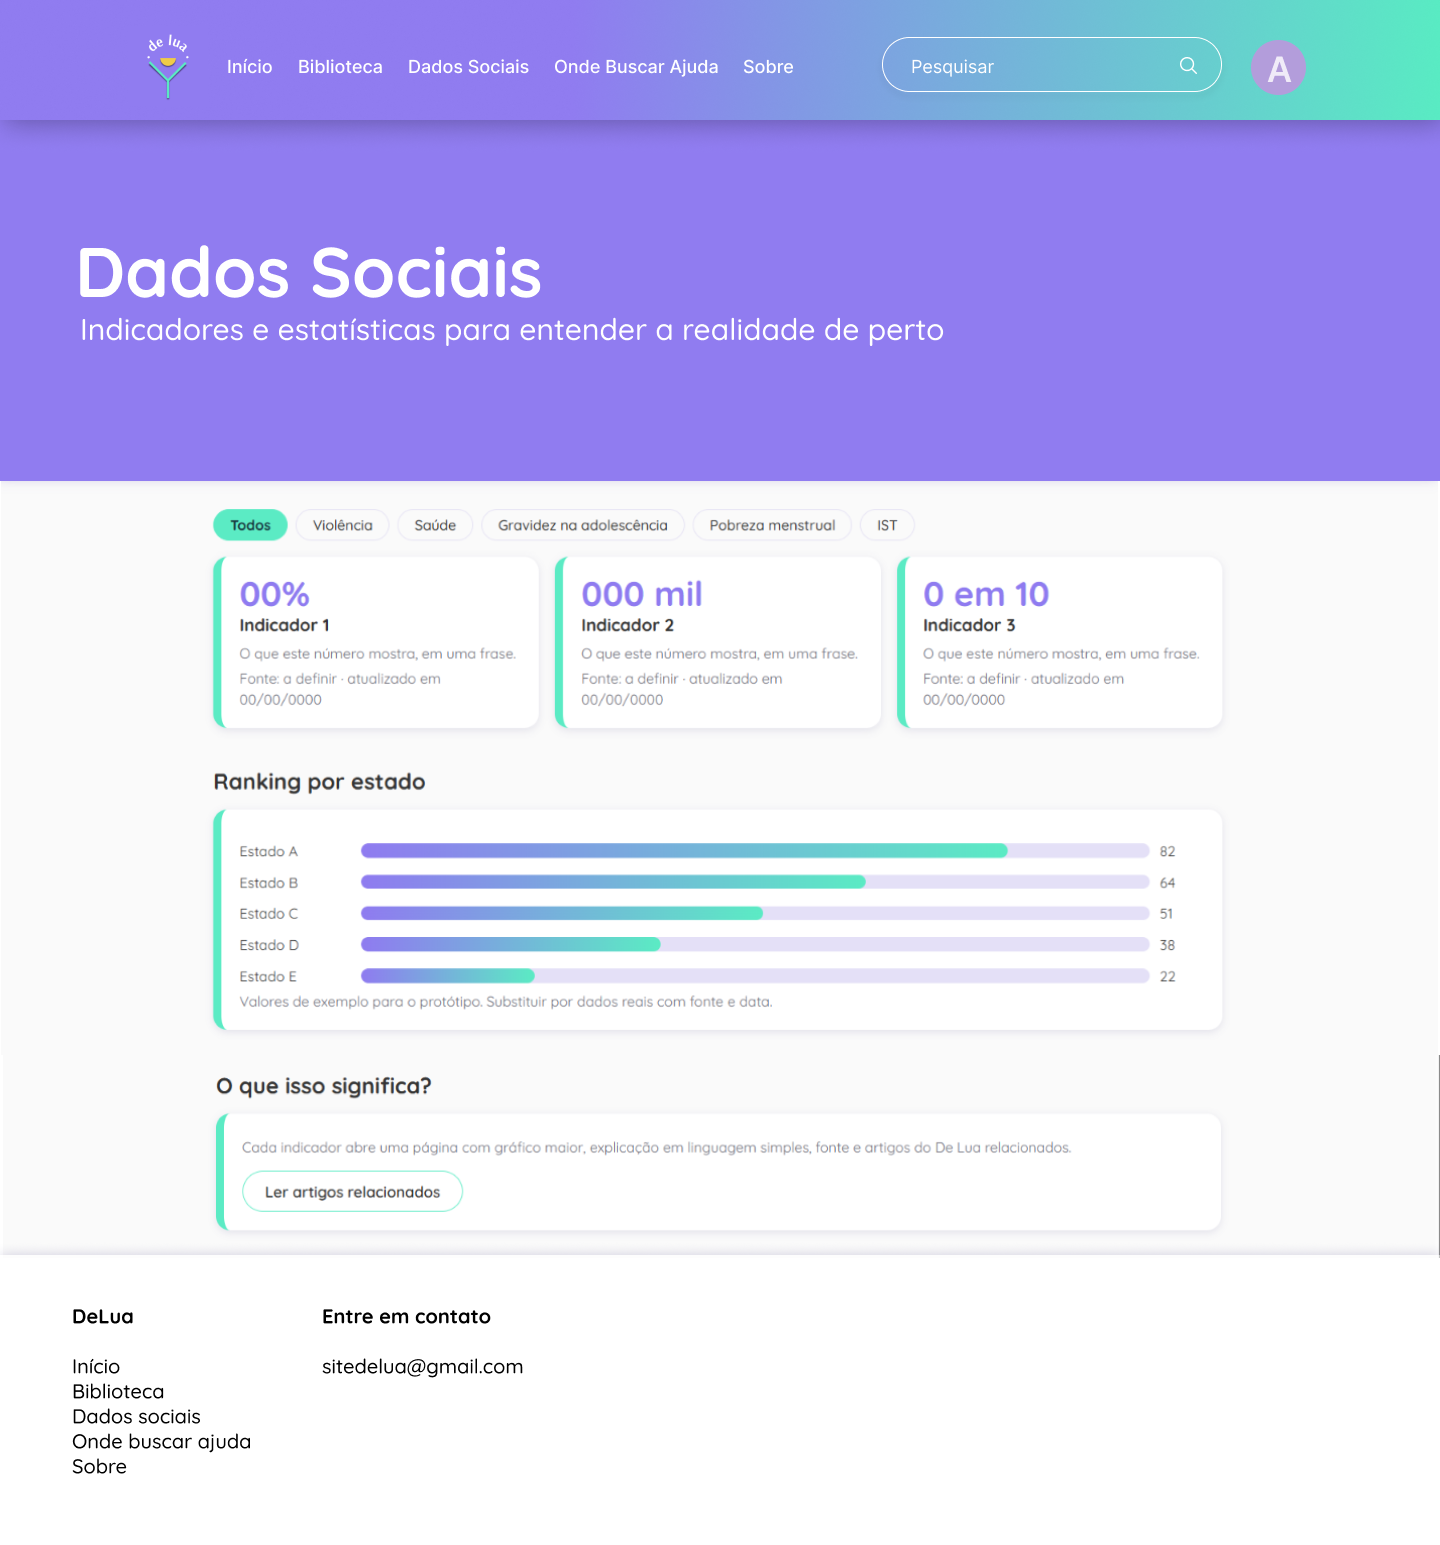 de lua
Início Biblioteca Dados Sociais Onde Buscar Ajuda Sobre Pesquisar A
Dados Sociais
Indicadores e estatísticas para entender a realidade de perto
Todos Violência Saúde Gravidez na adolescência Pobreza menstrual IST
00%
Indicador 1
O que este número mostra, em uma frase.
Fonte: a definir · atualizado em
00/00/0000
000 mil
Indicador 2
O que este número mostra, em uma frase.
Fonte: a definir · atualizado em
00/00/0000
0 em 10
Indicador 3
O que este número mostra, em uma frase.
Fonte: a definir · atualizado em
00/00/0000
Ranking por estado
Estado A 82
Estado B 64
Estado C 51
Estado D 38
Estado E 22
Valores de exemplo para o protótipo. Substituir por dados reais com fonte e data.
O que isso significa?
Cada indicador abre uma página com gráfico maior, explicação em linguagem simples, fonte e artigos do De Lua relacionados.
Ler artigos relacionados
DeLua
Início
Biblioteca
Dados sociais
Onde buscar ajuda
Sobre
Entre em contato
sitedelua@gmail.com